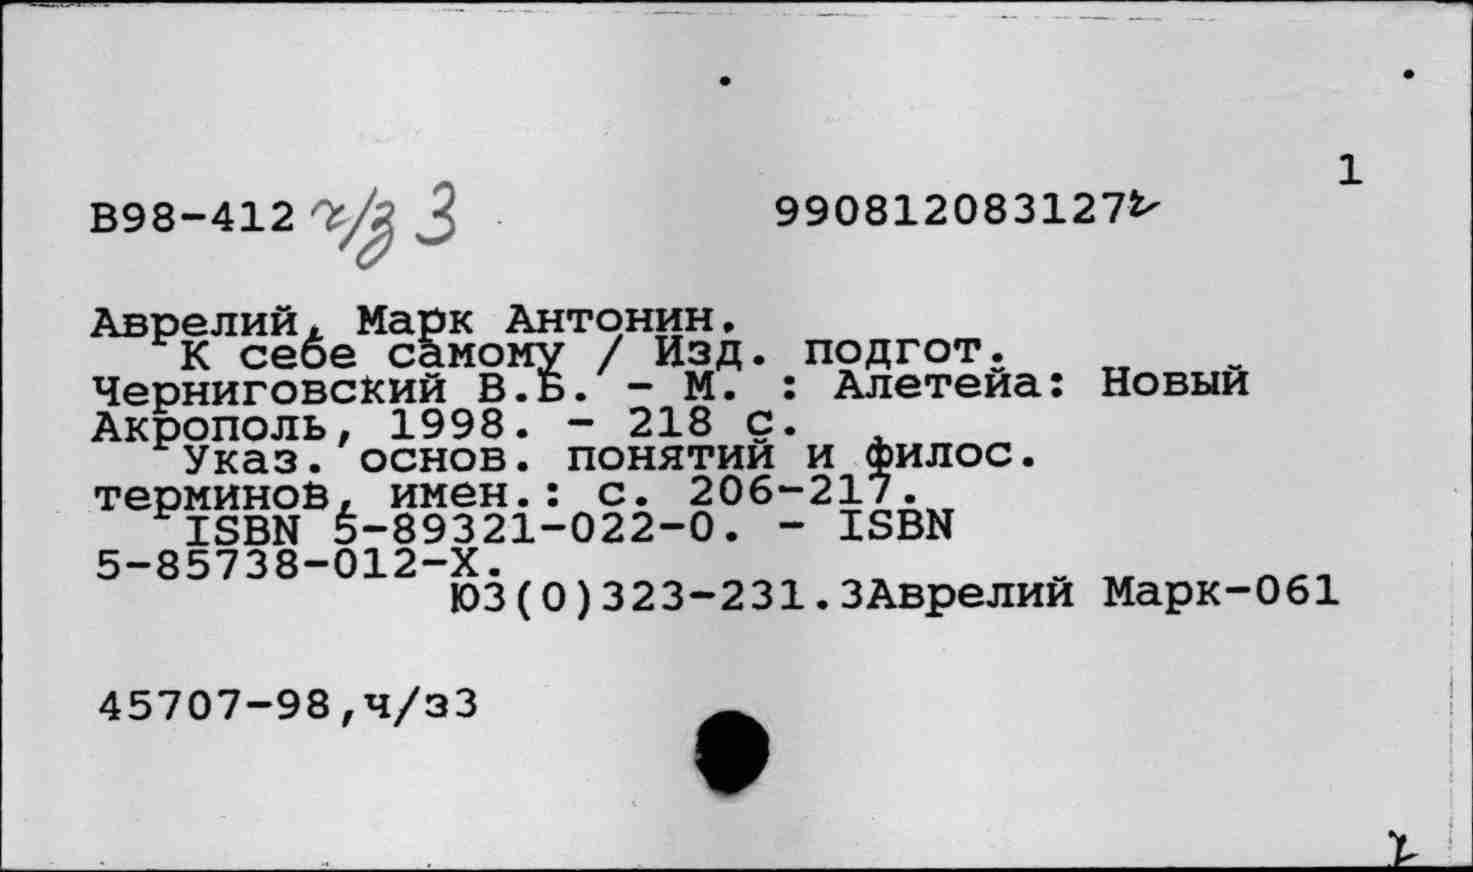 1
В98-412 ч/з 3 990812083127
Аврелий, Марк Антонин.
К себе самому / Изд. подгот.
Черниговский В.Б. - М. : Алетейа: Новый
Акрополь, 1998. - 218 с.
Указ. основ. понятий и филос.
терминов, имен.: с. 206-217.
ISBN 5-89321-022-0. - ISBN
5-85738-012-X.
Ю3(0)323-231.3Аврелий Марк-061
45707-98,ч/з3